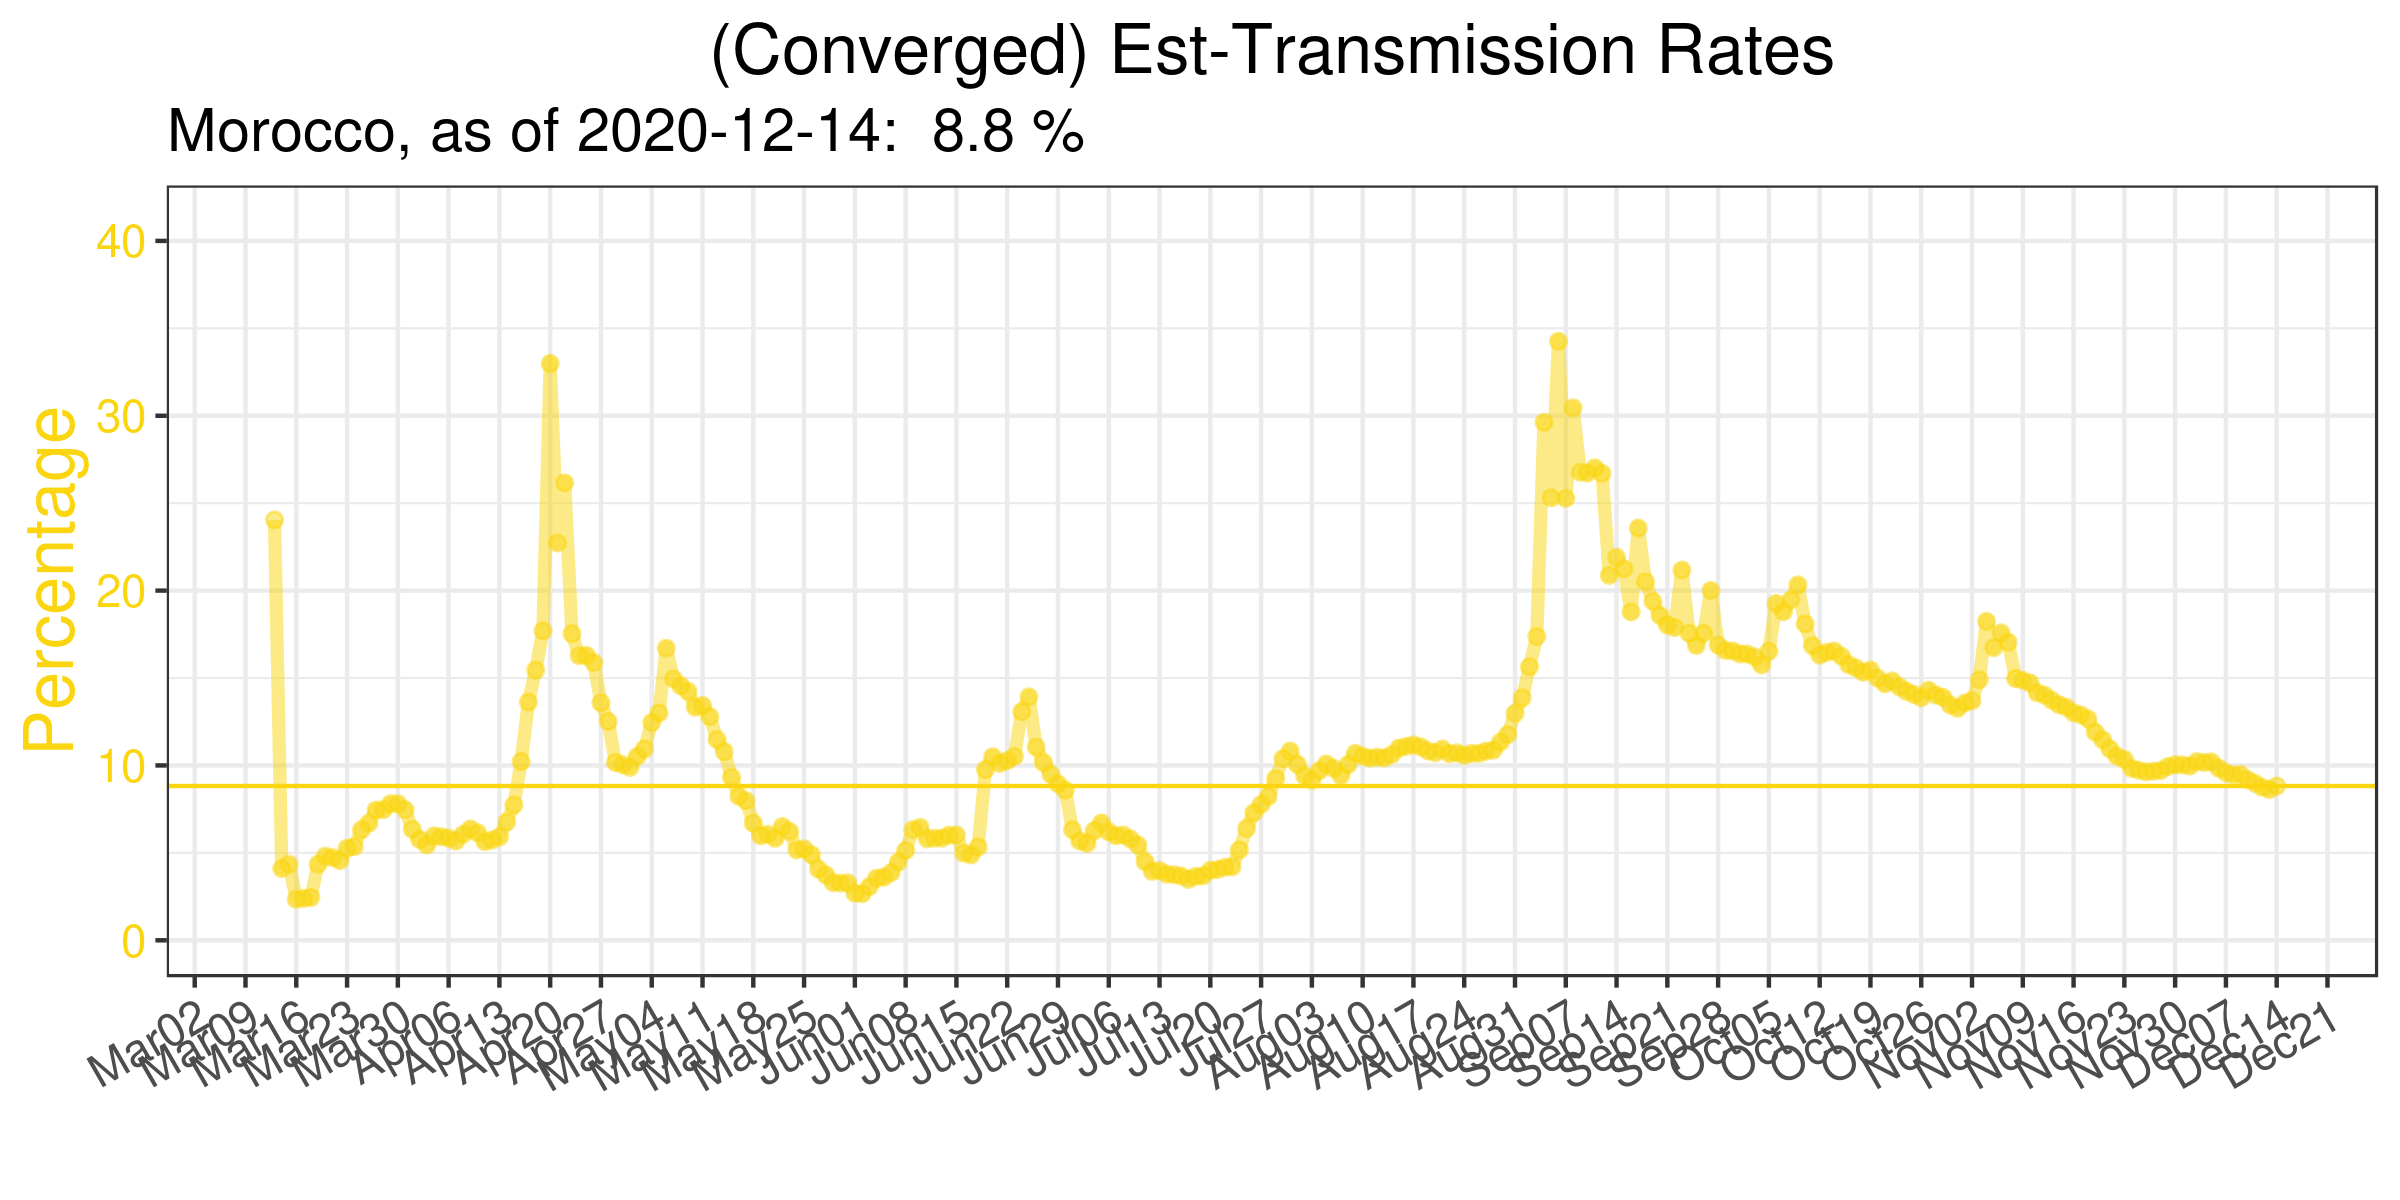 (Converged) Est-Transmission Rates
Morocco, as of 2020-12-14:  8.8 %
Percentage
40
30
20
10
0
Mar02
Mar09
Mar16
Mar23
Mar30
Apr06
Apr13
Apr20
Apr27
May04
May11
May18
May25
Jun01
Jun08
Jun15
Jun22
Jun29
Jul06
Jul13
Jul20
Jul27
Aug03
Aug10
Aug17
Aug24
Aug31
Sep07
Sep14
Sep21
Sep28
Oct05
Oct12
Oct19
Oct26
Nov02
Nov09
Nov16
Nov23
Nov30
Dec07
Dec14
Dec21